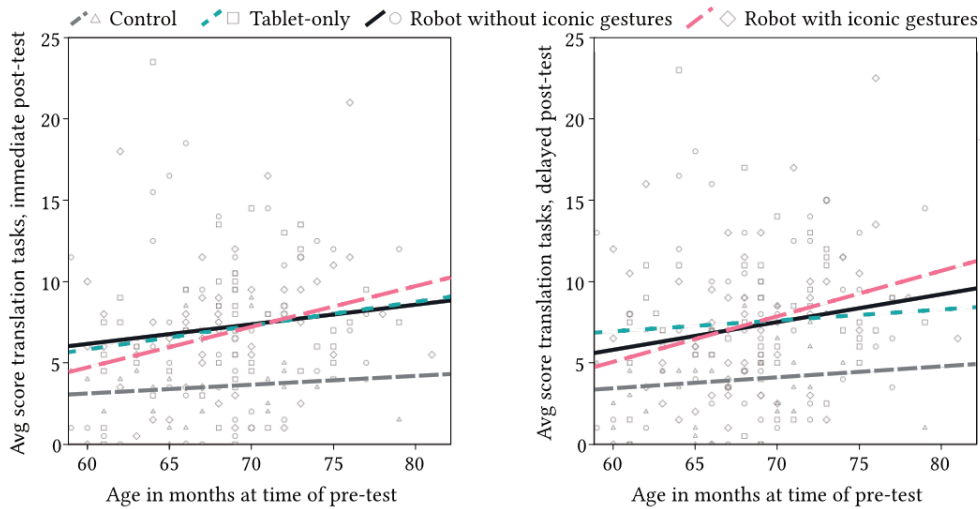 Control Tablet-only Robot without iconic gestures Robot with iconic gestures
Avg score translation tasks, immediate post-test
25
20
15
10
5
0
60 65 70 75 80
Age in months at time of pre-test
Avg score translation tasks, delayed post-test
25
20
15
10
5
0
60 65 70 75 80
Age in months at time of pre-test